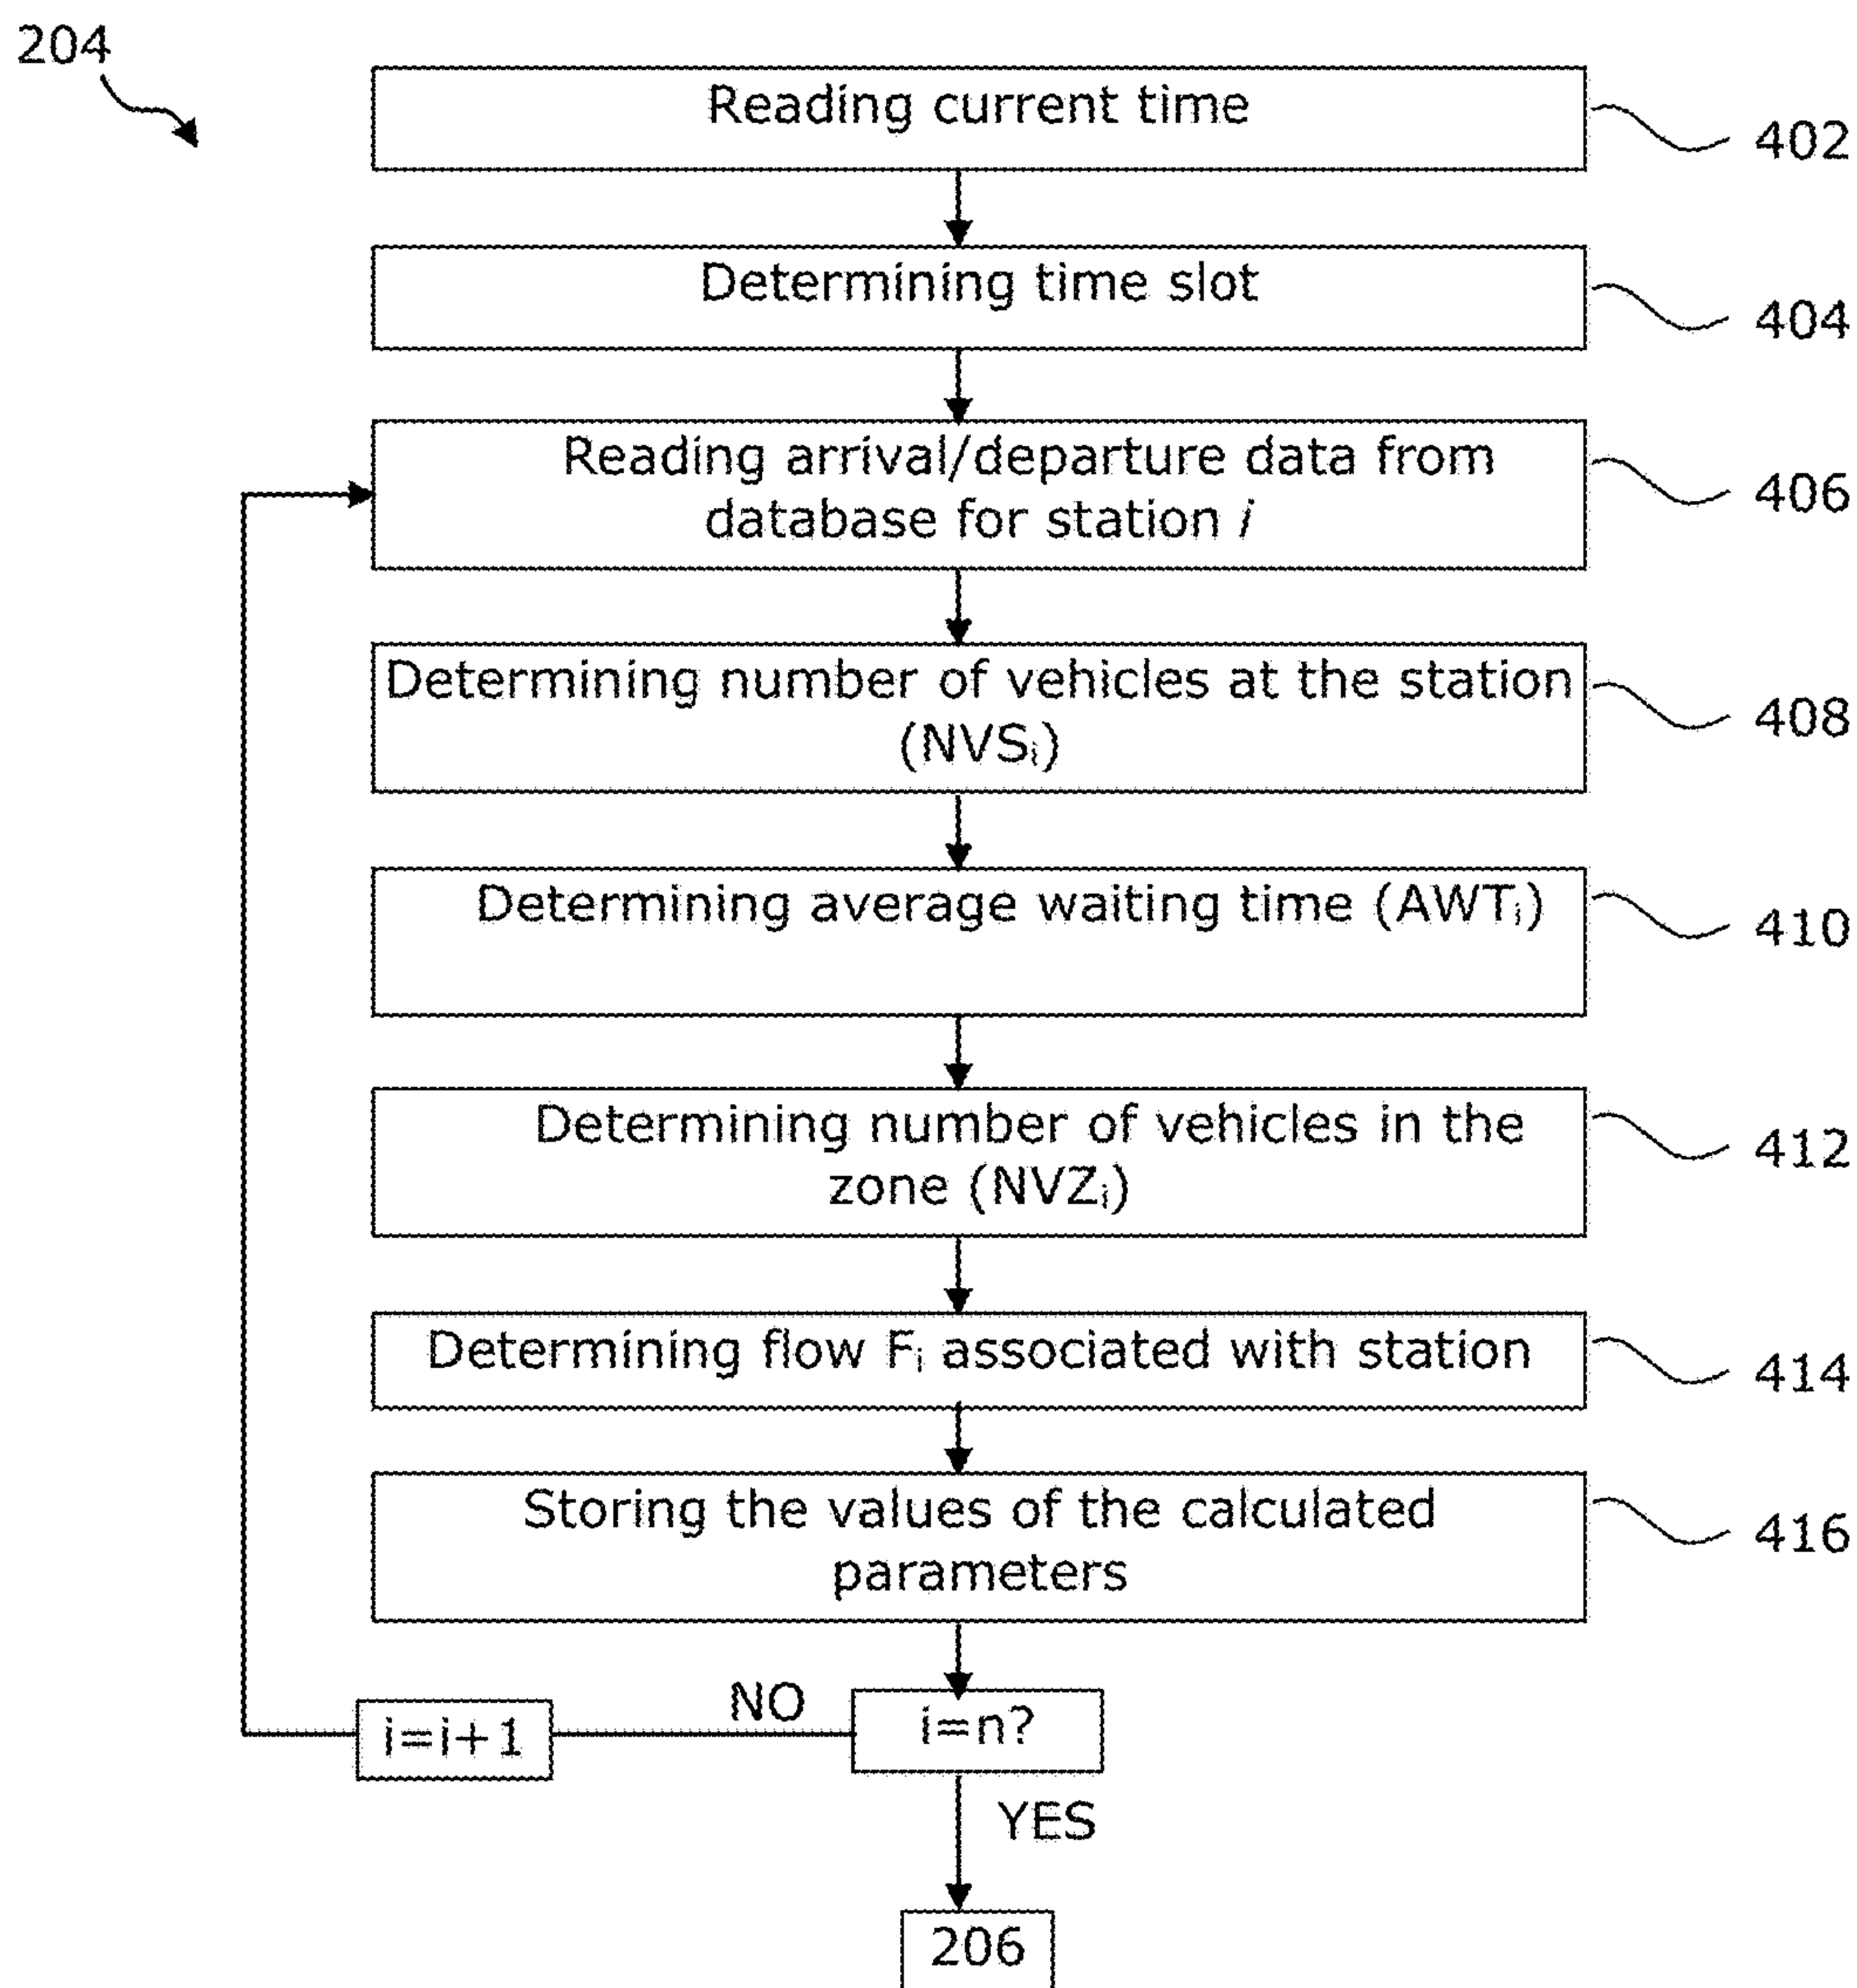 204
Reading current time
402
Determining time slot
404
Reading arrival/departure data from
database for station i
406
Determining number of vehicles at the station
(NVSᵢ)
408
Determining average waiting time (AWTᵢ)
410
Determining number of vehicles in the
zone (NVZᵢ)
412
Determining flow Fᵢ associated with station
414
Storing the values of the calculated
parameters
416
i=n?
NO
i=i+1
YES
206